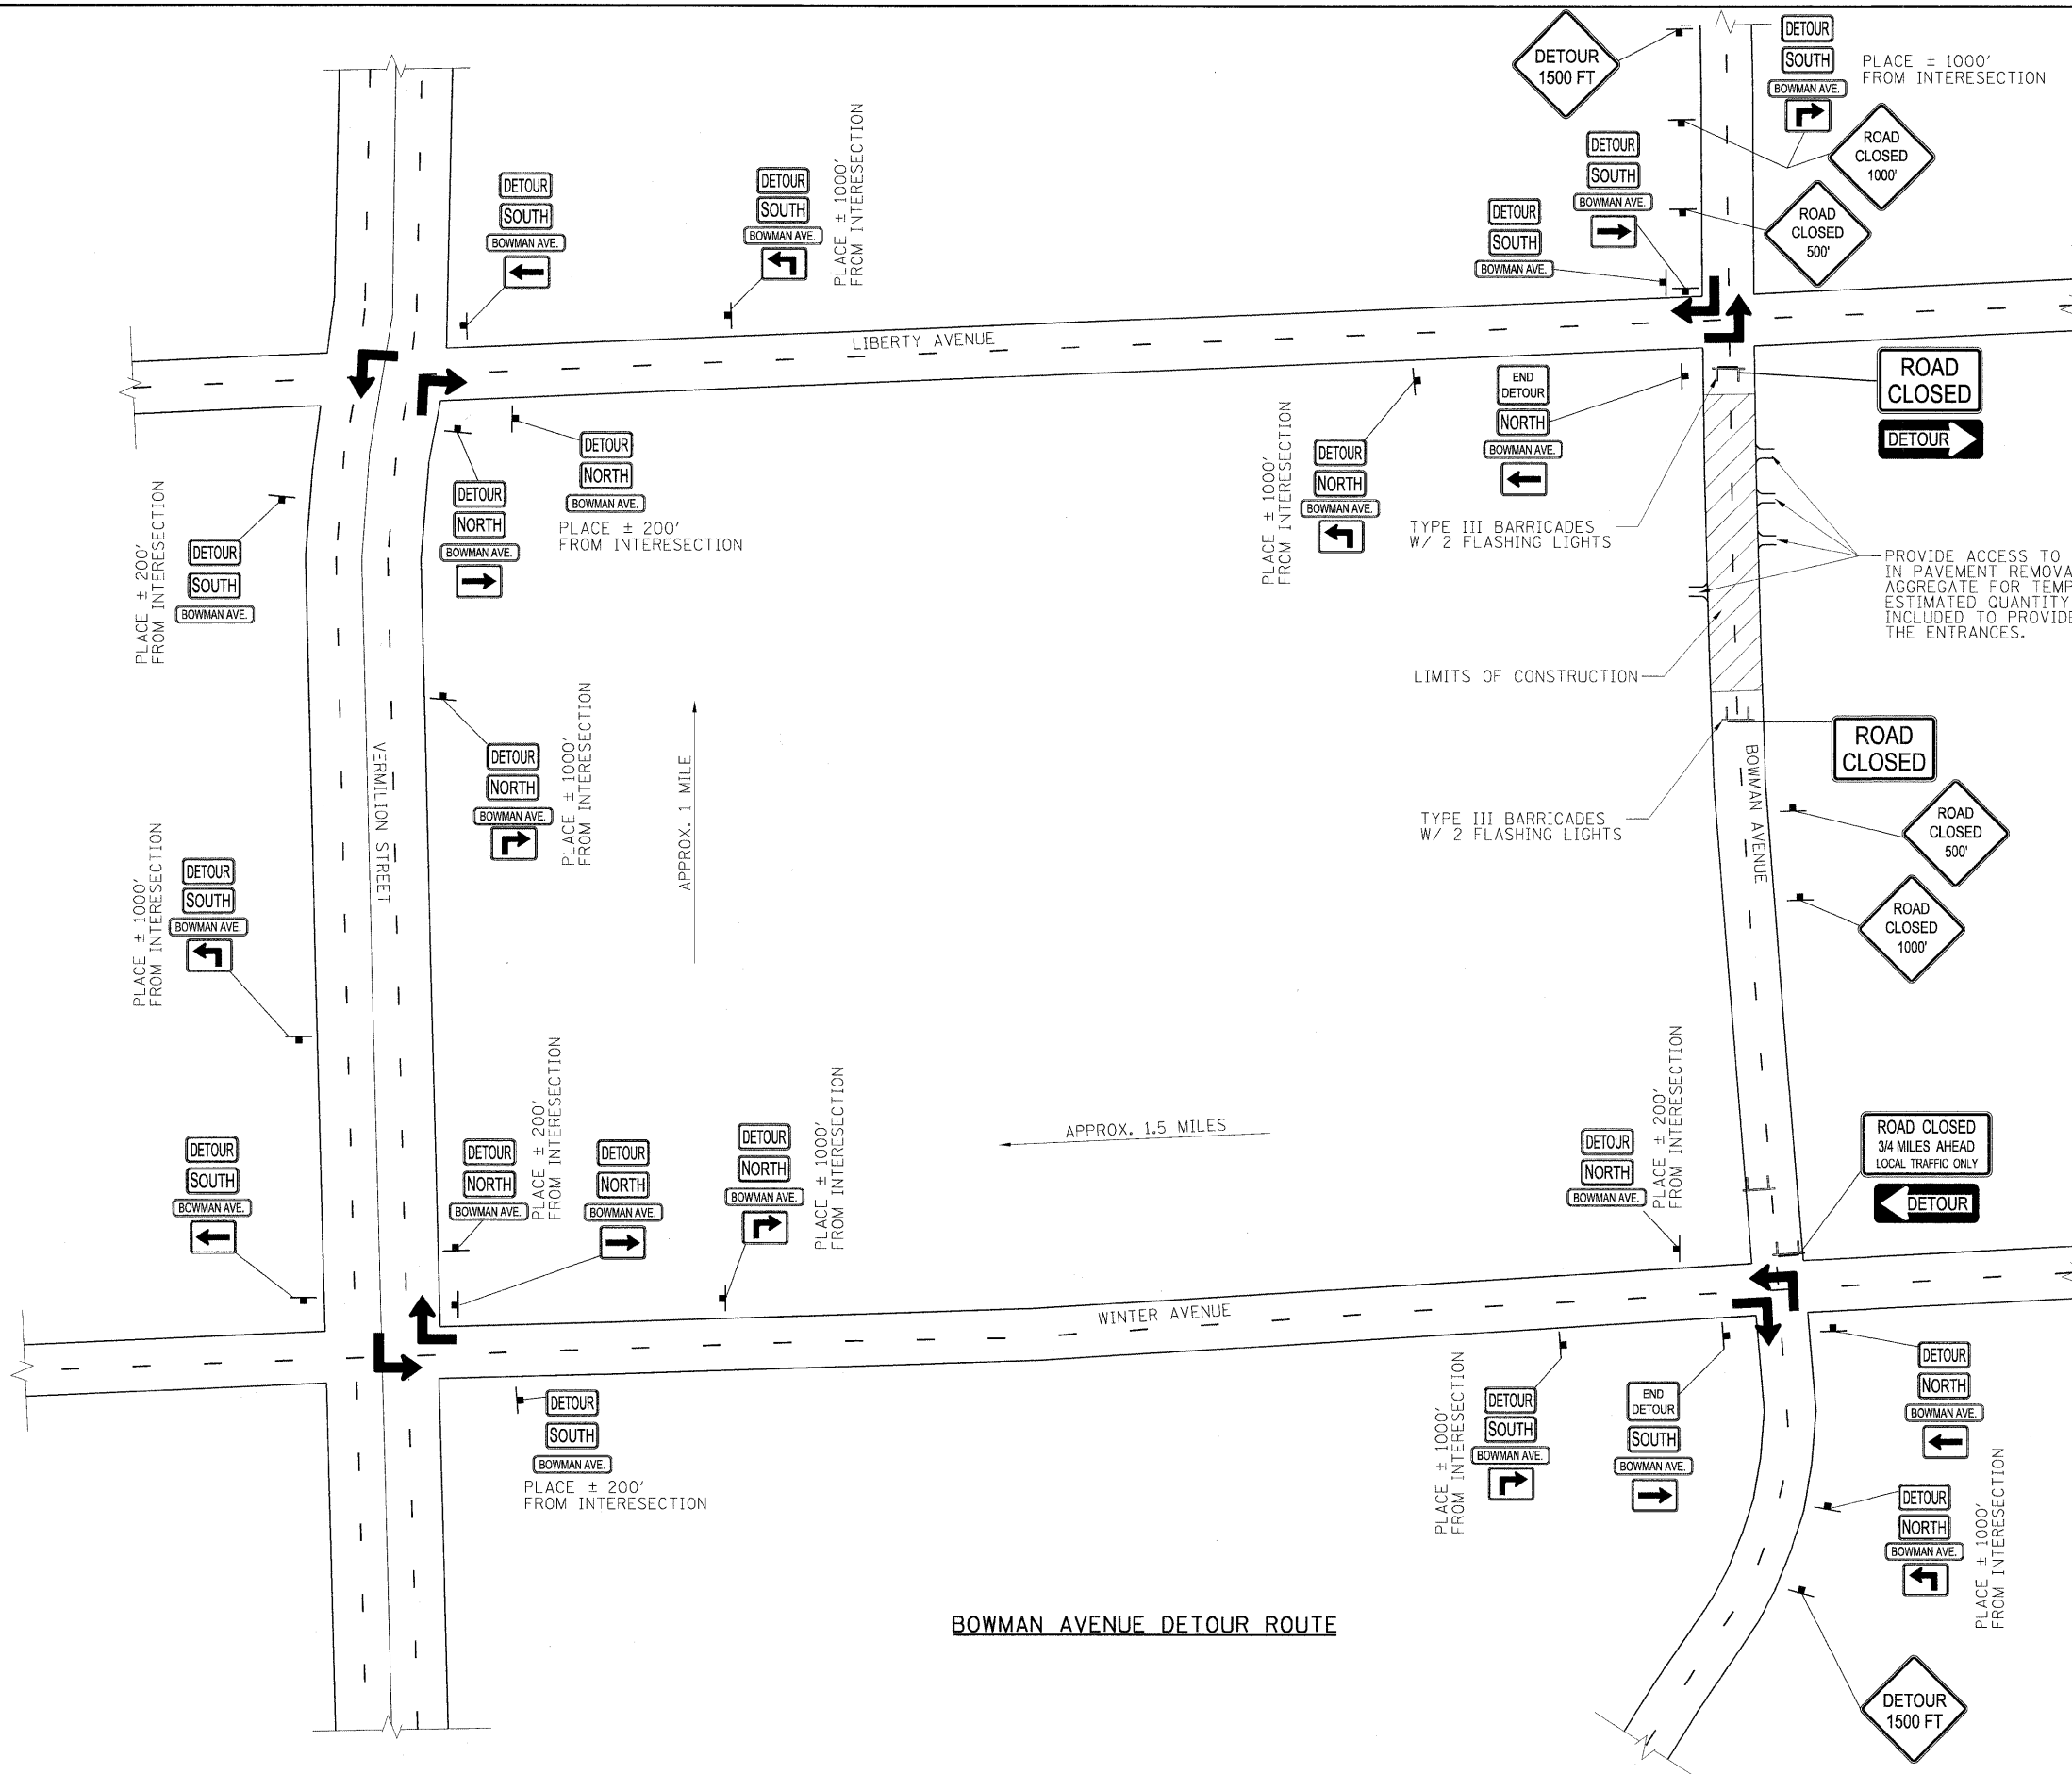 DETOUR
1500 FT
DETOUR
SOUTH
BOWMAN AVE.
PLACE ± 1000'
FROM INTERESECTION
ROAD
CLOSED
1000'
ROAD
CLOSED
500'
DETOUR
SOUTH
BOWMAN AVE.
DETOUR
SOUTH
BOWMAN AVE.
DETOUR
SOUTH
BOWMAN AVE.
DETOUR
SOUTH
BOWMAN AVE.
PLACE ± 1000'
FROM INTERESECTION
LIBERTY AVENUE
ROAD
CLOSED
DETOUR
END
DETOUR
NORTH
BOWMAN AVE.
DETOUR
NORTH
BOWMAN AVE.
PLACE ± 1000'
FROM INTERESECTION
DETOUR
NORTH
BOWMAN AVE.
PLACE ± 200'
FROM INTERESECTION
DETOUR
NORTH
BOWMAN AVE.
PLACE ± 200'
FROM INTERESECTION
DETOUR
SOUTH
BOWMAN AVE.
TYPE III BARRICADES
W/ 2 FLASHING LIGHTS
PROVIDE ACCESS TO
IN PAVEMENT REMOVA
AGGREGATE FOR TEMP
ESTIMATED QUANTITY
INCLUDED TO PROVIDE
THE ENTRANCES.
LIMITS OF CONSTRUCTION
ROAD
CLOSED
VERMILION STREET
DETOUR
NORTH
BOWMAN AVE.
PLACE ± 1000'
FROM INTERESECTION
APPROX. 1 MILE
BOWMAN AVENUE
TYPE III BARRICADES
W/ 2 FLASHING LIGHTS
ROAD
CLOSED
500'
ROAD
CLOSED
1000'
PLACE ± 1000'
FROM INTERESECTION
DETOUR
SOUTH
BOWMAN AVE.
DETOUR
SOUTH
BOWMAN AVE.
DETOUR
NORTH
BOWMAN AVE.
PLACE ± 200'
FROM INTERESECTION
DETOUR
NORTH
BOWMAN AVE.
DETOUR
NORTH
BOWMAN AVE.
PLACE ± 1000'
FROM INTERESECTION
APPROX. 1.5 MILES
DETOUR
NORTH
BOWMAN AVE.
PLACE ± 200'
FROM INTERESECTION
ROAD CLOSED
3/4 MILES AHEAD
LOCAL TRAFFIC ONLY
DETOUR
WINTER AVENUE
DETOUR
SOUTH
BOWMAN AVE.
PLACE ± 200'
FROM INTERESECTION
PLACE ± 1000'
FROM INTERESECTION
DETOUR
SOUTH
BOWMAN AVE.
END
DETOUR
SOUTH
BOWMAN AVE.
DETOUR
NORTH
BOWMAN AVE.
DETOUR
NORTH
BOWMAN AVE.
PLACE ± 1000'
FROM INTERESECTION
DETOUR
1500 FT
BOWMAN AVENUE DETOUR ROUTE